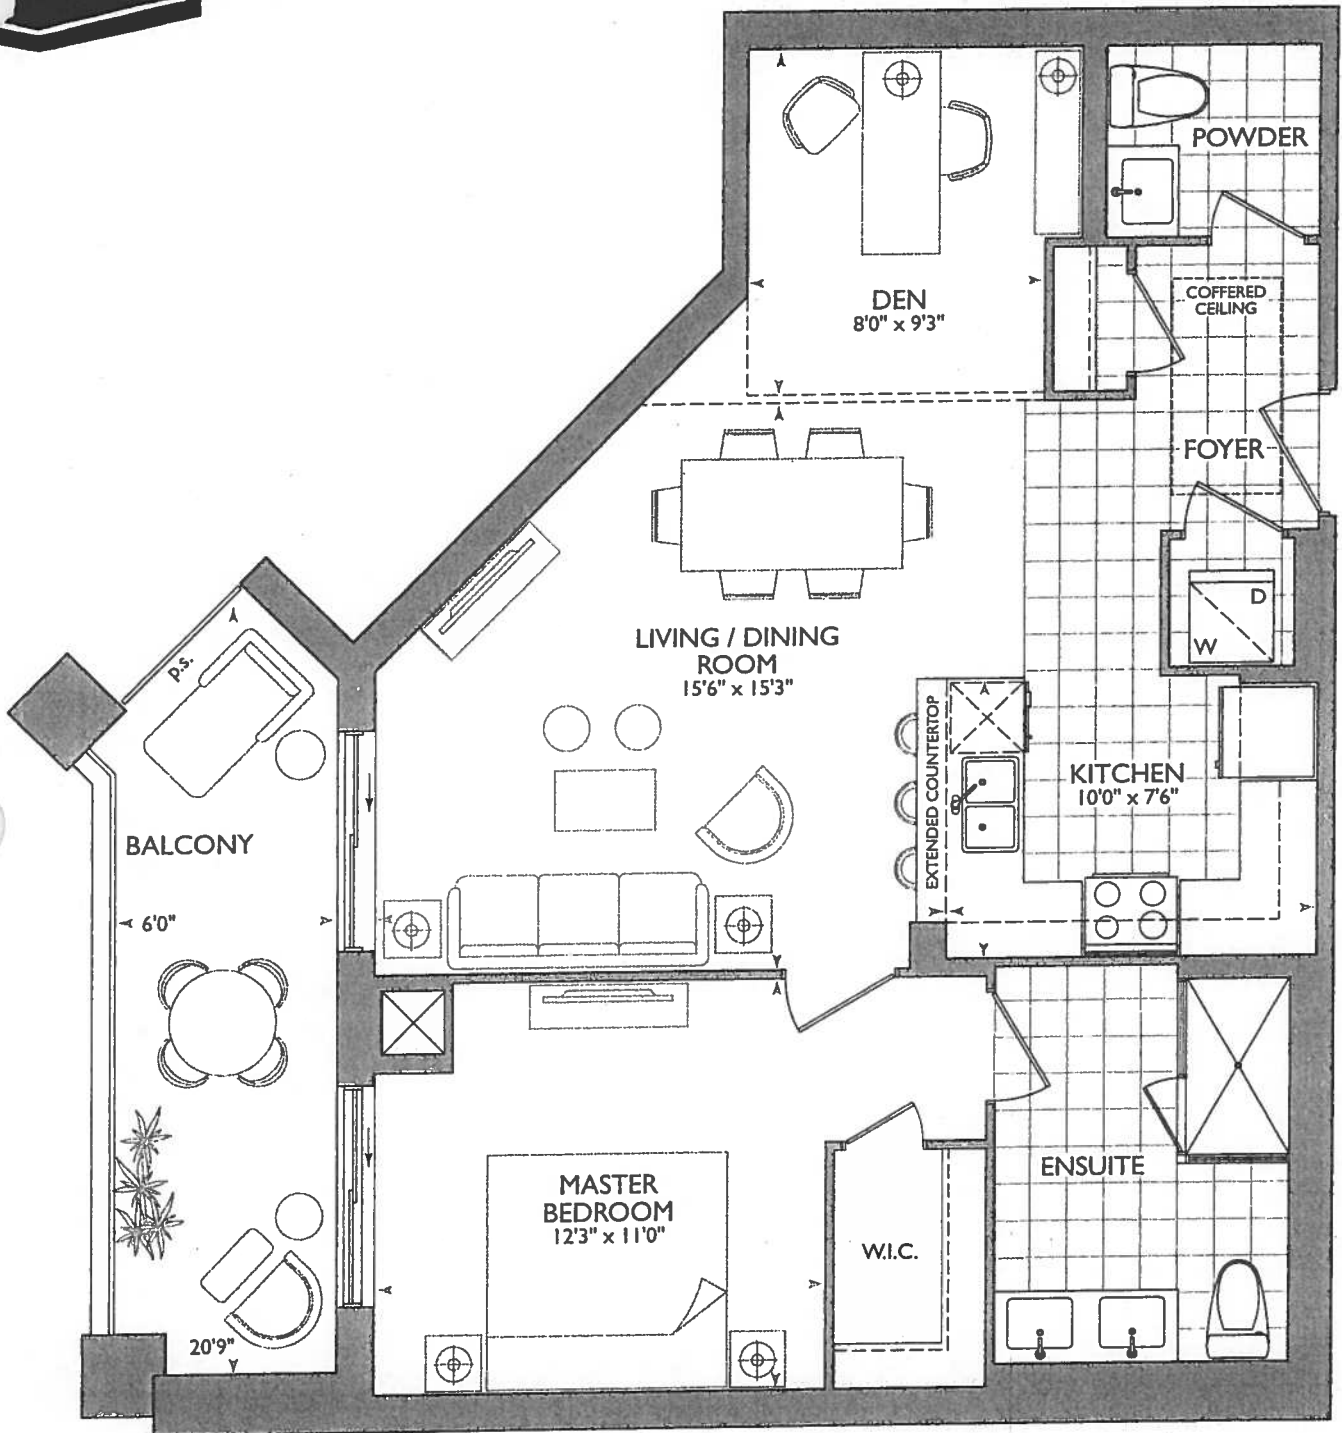 POWDER
COFFERED
CEILING
DEN
8'0" x 9'3"
FOYER
D
W
LIVING / DINING
ROOM
15'6" x 15'3"
p.s.
EXTENDED COUNTERTOP
KITCHEN
10'0" x 7'6"
BALCONY
6'0"
ENSUITE
MASTER
BEDROOM
12'3" x 11'0"
W.I.C.
20'9"